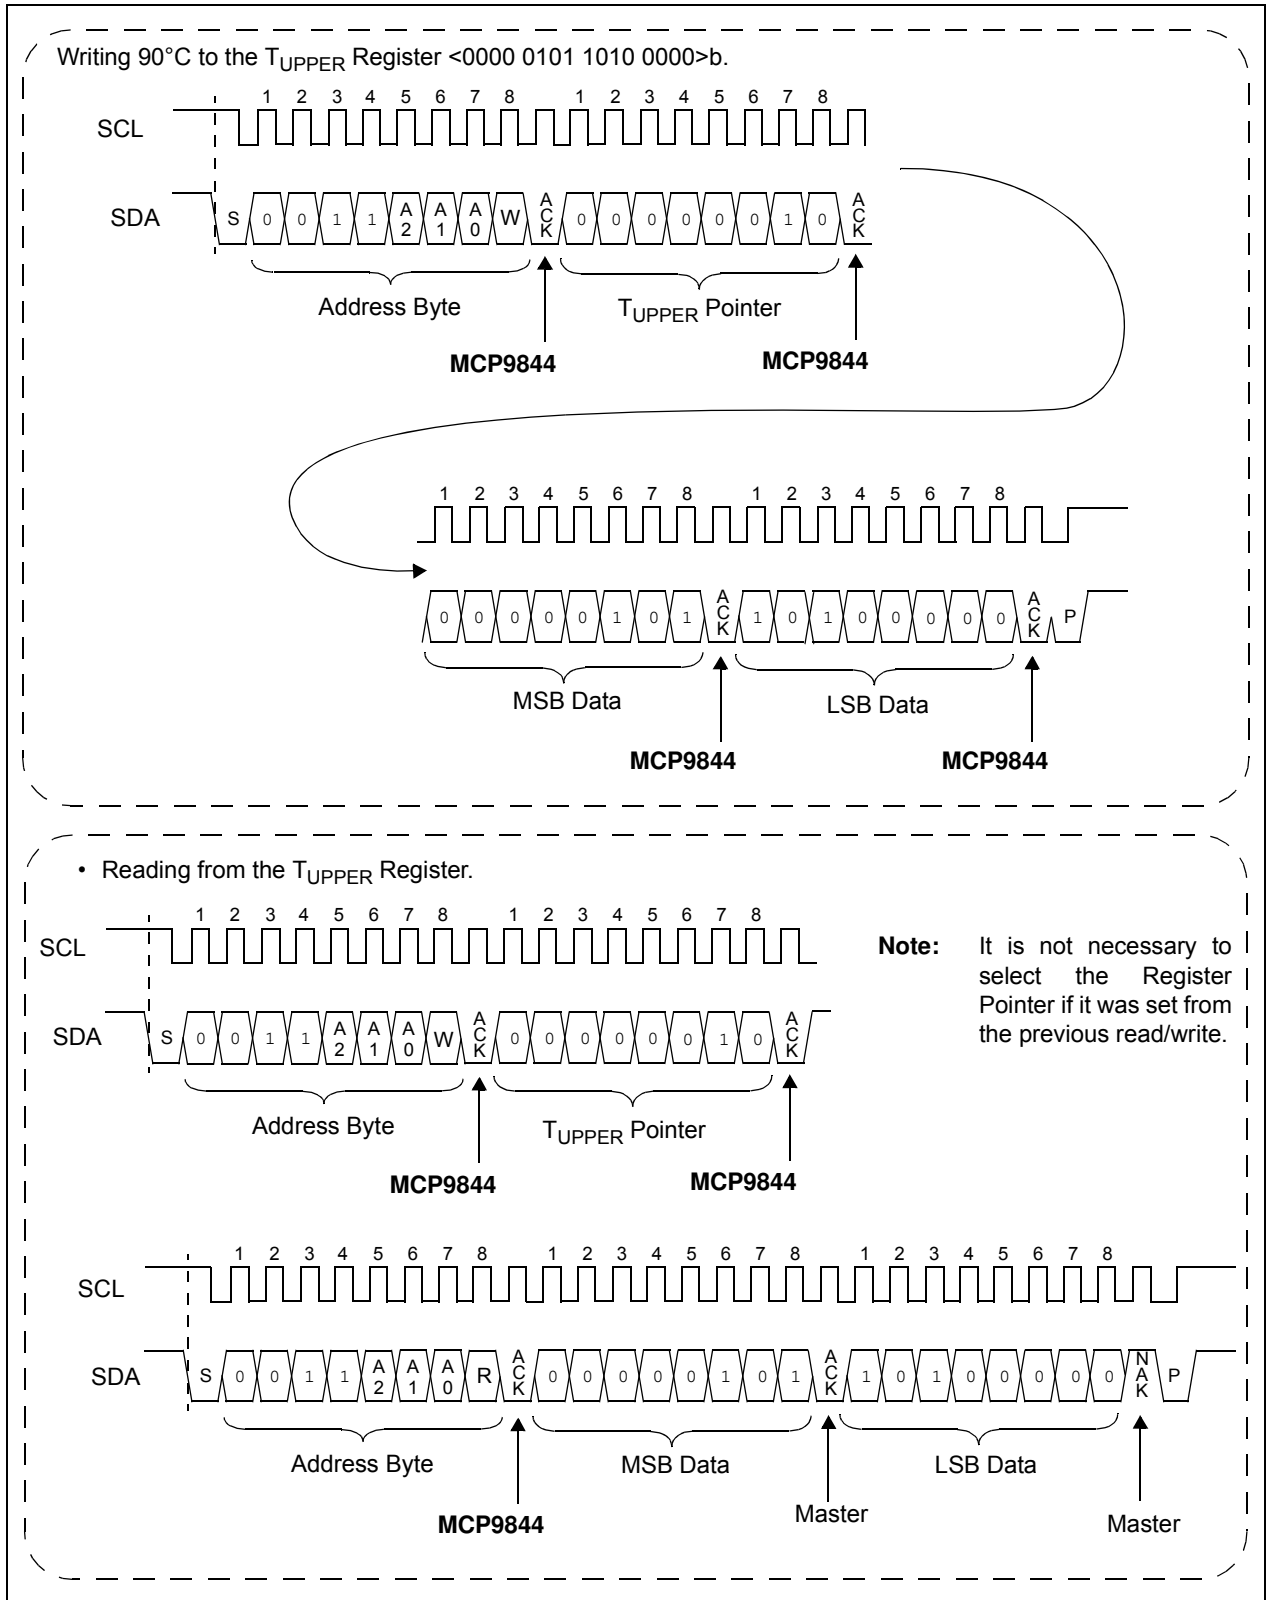 Writing 90°C to the TUPPER Register <0000 0101 1010 0000>b.
1 2 3 4 5 6 7 8 1 2 3 4 5 6 7 8
SCL
SDA S 0 0 1 1 A2 A1 A0 W ACK 0 0 0 0 0 0 1 0 ACK
Address Byte TUPPER Pointer
MCP9844 MCP9844
1 2 3 4 5 6 7 8 1 2 3 4 5 6 7 8
0 0 0 0 0 1 0 1 ACK 1 0 1 0 0 0 0 0 ACK P
MSB Data LSB Data
MCP9844 MCP9844
• Reading from the TUPPER Register.
1 2 3 4 5 6 7 8 1 2 3 4 5 6 7 8
SCL
Note: It is not necessary to
select the Register
Pointer if it was set from
the previous read/write.
SDA S 0 0 1 1 A2 A1 A0 W ACK 0 0 0 0 0 0 1 0 ACK
Address Byte TUPPER Pointer
MCP9844 MCP9844
1 2 3 4 5 6 7 8 1 2 3 4 5 6 7 8 1 2 3 4 5 6 7 8
SCL
SDA S 0 0 1 1 A2 A1 A0 R ACK 0 0 0 0 0 1 0 1 ACK 1 0 1 0 0 0 0 0 NAK P
Address Byte MSB Data LSB Data
MCP9844 Master Master